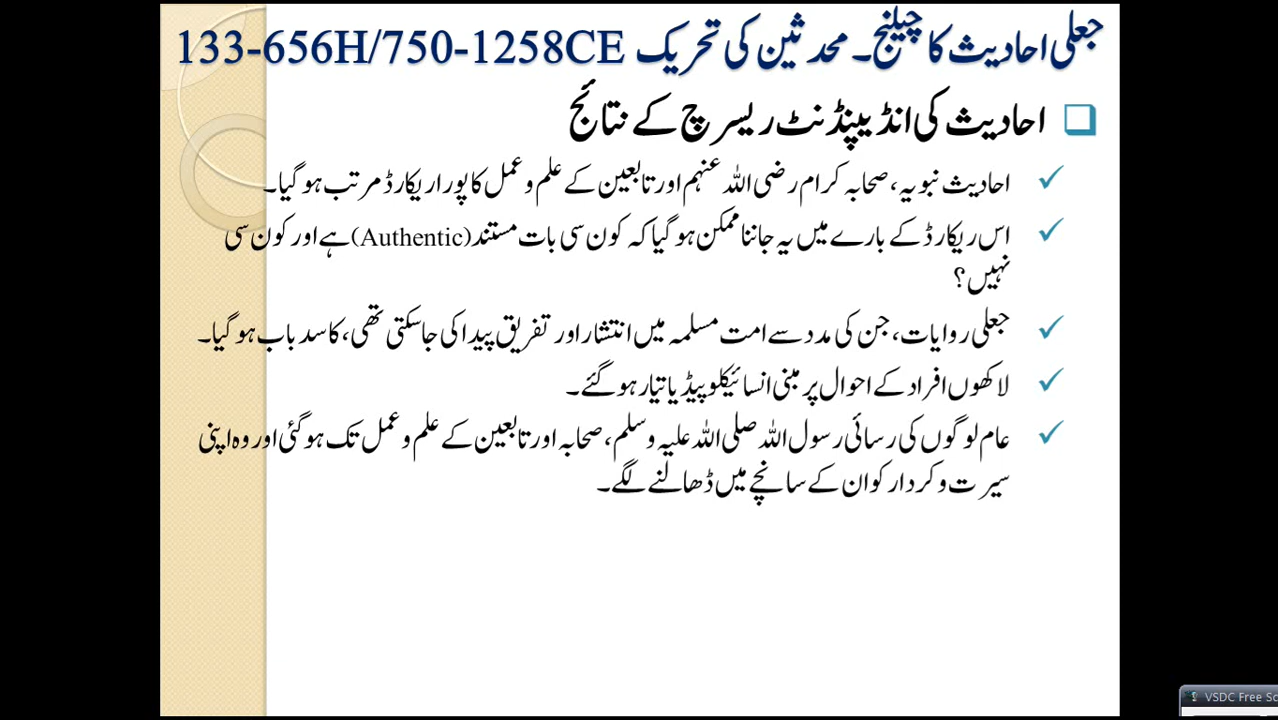 جعلی احادیث کا چیلنج۔ محدثین کی تحریک 133-656H/750-1258CE
احادیث کی انڈیپنڈنٹ ریسرچ کے نتائج
احادیث نبویہ، صحابہ کرام رضی اللہ عنہم اور تابعین کے علم و عمل کا پورا ریکارڈ مرتب ہو گیا۔
اس ریکارڈ کے بارے میں یہ جاننا ممکن ہو گیا کہ کون سی بات مستند (Authentic) ہے اور کون سی
نہیں؟
جعلی روایات، جن کی مدد سے امت مسلمہ میں انتشار اور تفریق پیدا کی جا سکتی تھی، کا سد باب ہو گیا۔
لاکھوں افراد کے احوال پر مبنی انسائیکلو پیڈیا تیار ہو گئے۔
عام لوگوں کی رسائی رسول اللہ صلی اللہ علیہ وسلم، صحابہ اور تابعین کے علم و عمل تک ہو گئی اور وہ اپنی
سیرت و کردار کو ان کے سانچے میں ڈھالنے لگے۔
VSDC Free Sc